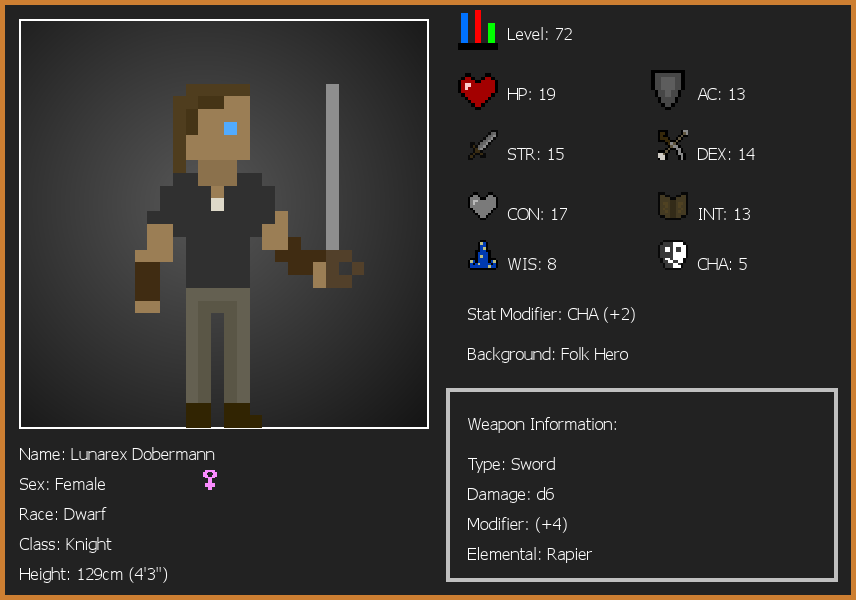 Level: 72
HP: 19
AC: 13
STR: 15
DEX: 14
CON: 17
INT: 13
WIS: 8
CHA: 5
Stat Modifier: CHA (+2)
Background: Folk Hero
Weapon Information:
Type: Sword
Damage: d6
Modifier: (+4)
Elemental: Rapier
Name: Lunarex Dobermann
Sex: Female
Race: Dwarf
Class: Knight
Height: 129cm (4'3")